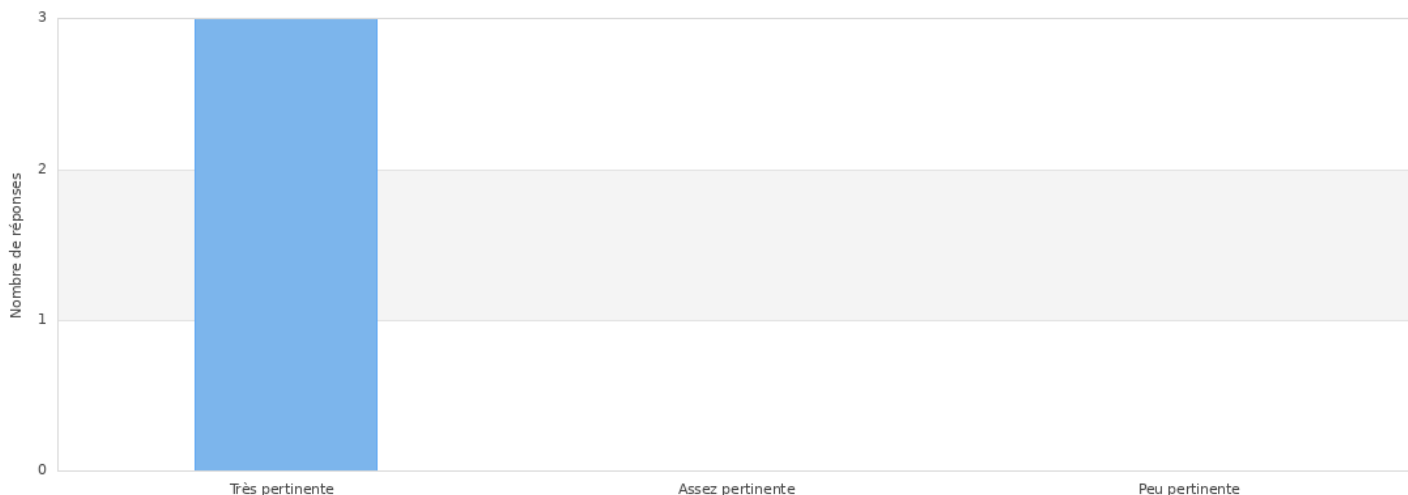 3
2
1
0
Nombre de réponses
Très pertinente
Assez pertinente
Peu pertinente